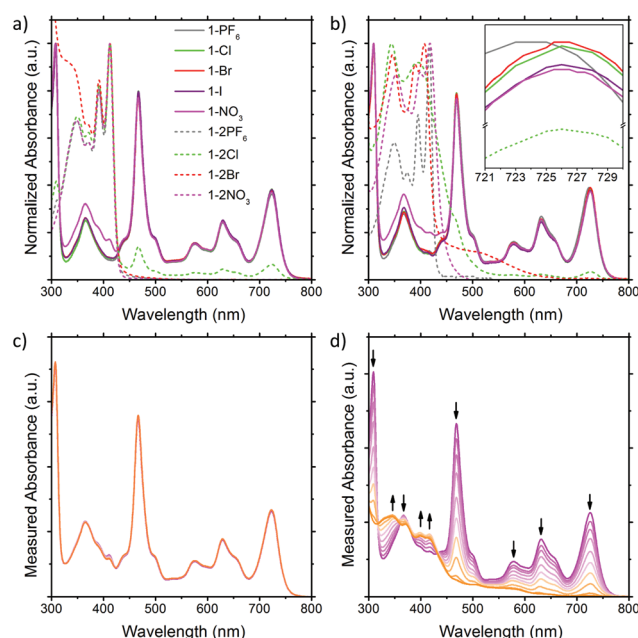 a)
1-PF6
1-Cl
1-Br
1-I
1-NO3
1-2PF6
1-2Cl
1-2Br
1-2NO3
Normalized Absorbance (a.u.)
300 400 500 600 700 800
Wavelength (nm)
b)
721 723 725 727 729
Normalized Absorbance (a.u.)
300 400 500 600 700 800
Wavelength (nm)
c)
Measured Absorbance (a.u.)
300 400 500 600 700 800
Wavelength (nm)
d)
Measured Absorbance (a.u.)
300 400 500 600 700 800
Wavelength (nm)